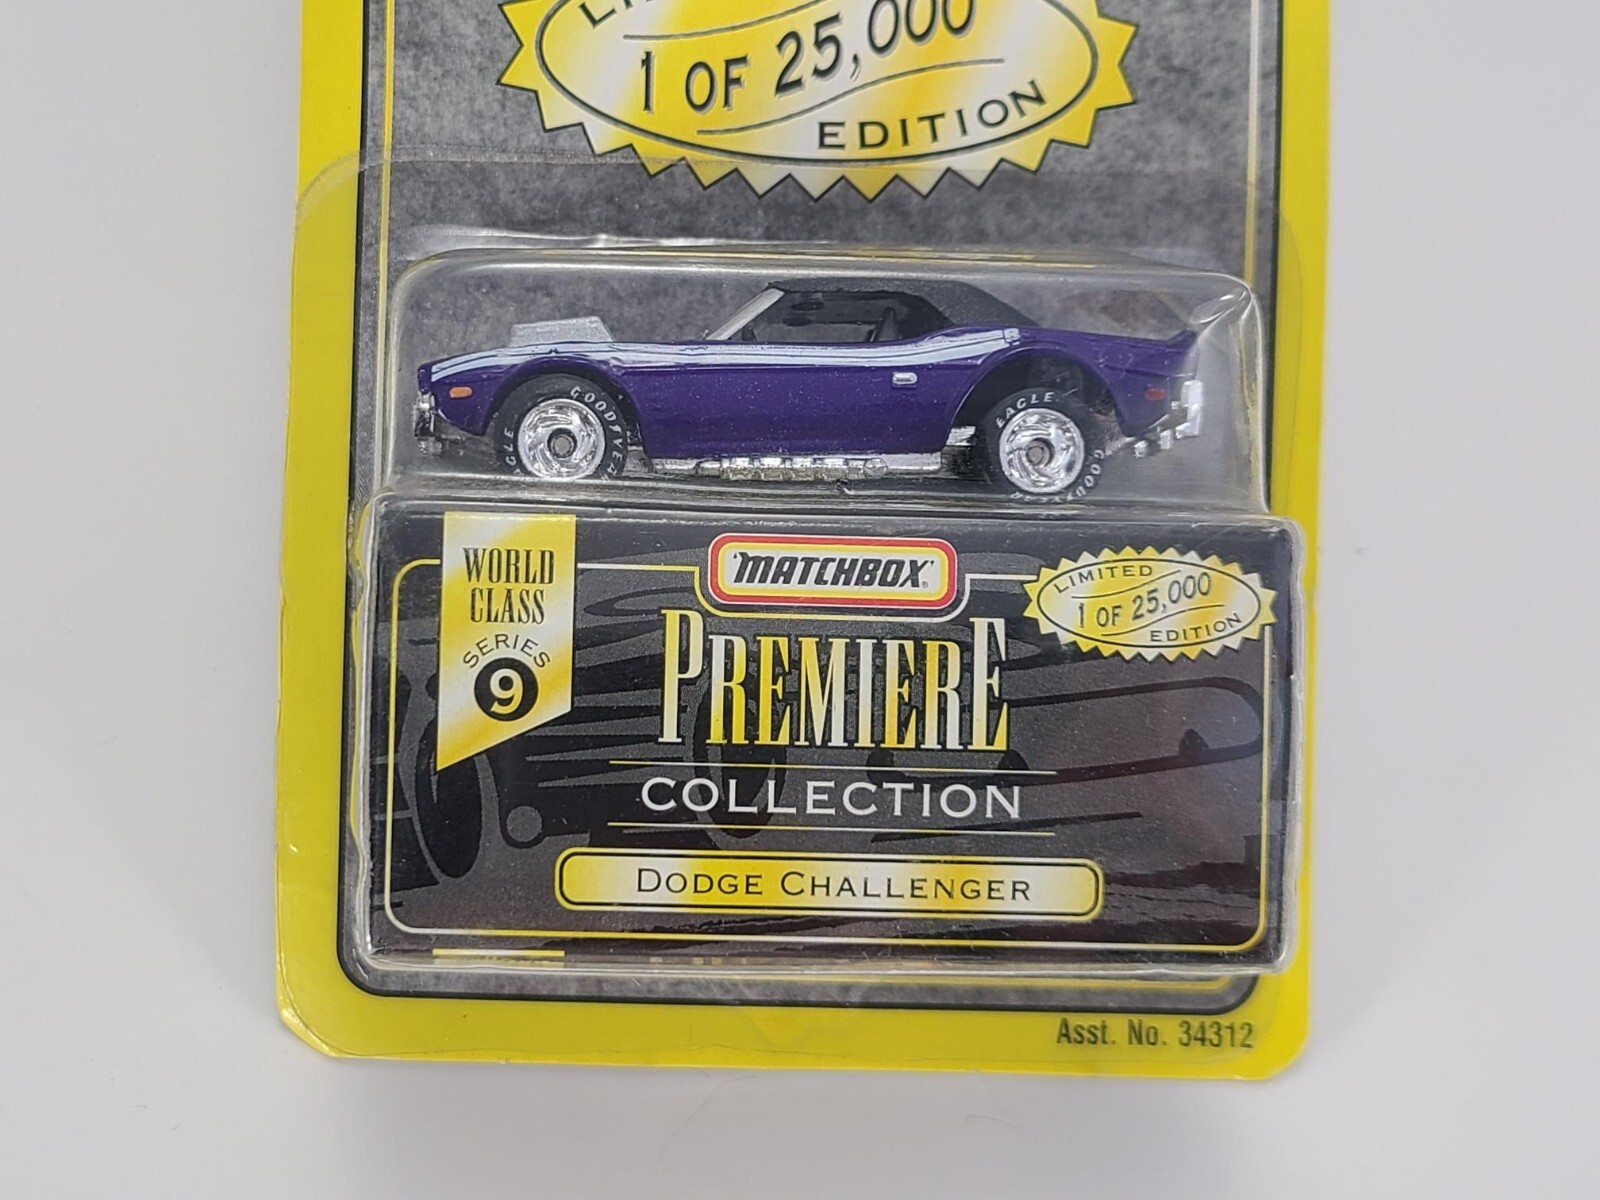 1 OF 25,000
EDITION
GOODYEAR
EAGLE
EAGLE
GOODYEAR
WORLD
CLASS
SERIES
9
MATCHBOX
PREMIERE
COLLECTION
DODGE CHALLENGER
LIMITED
1 OF 25,000
EDITION
Asst. No. 34312